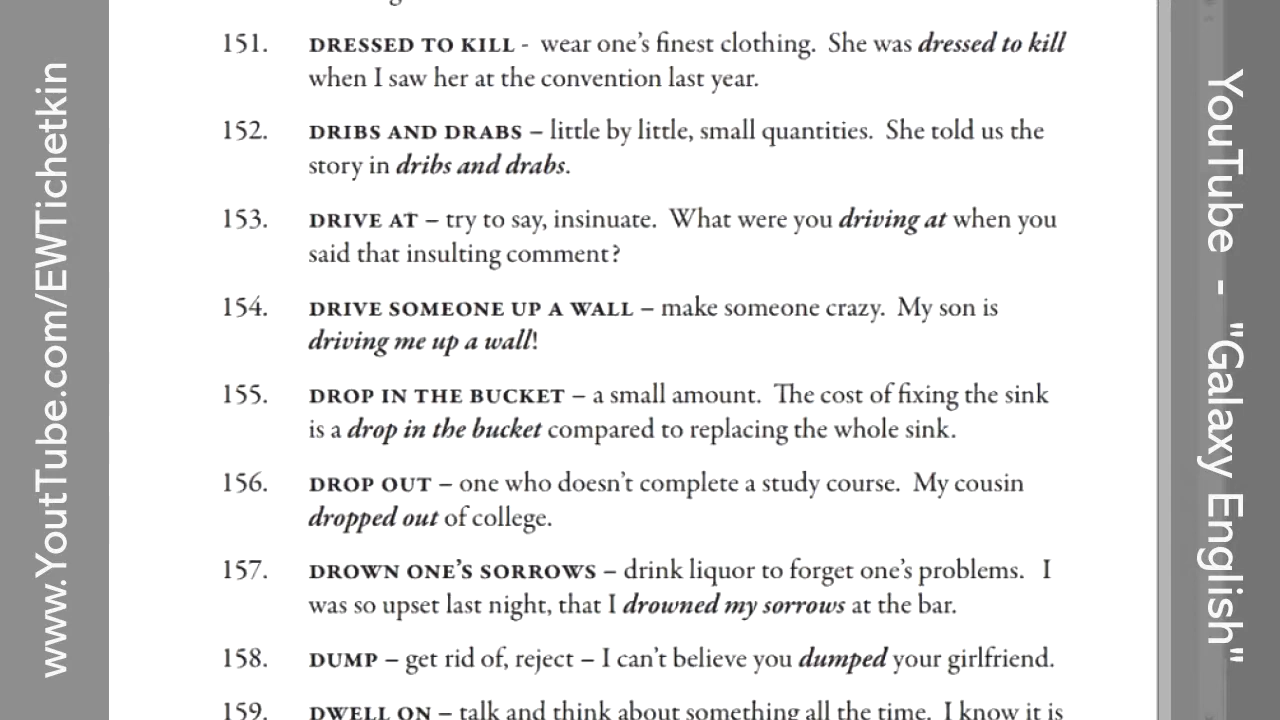 www.YoutTube.com/EWTichetkin
151. DRESSED TO KILL - wear one's finest clothing. She was dressed to kill
when I saw her at the convention last year.
152. DRIBS AND DRABS – little by little, small quantities. She told us the
story in dribs and drabs.
153. DRIVE AT – try to say, insinuate. What were you driving at when you
said that insulting comment?
154. DRIVE SOMEONE UP A WALL – make someone crazy. My son is
driving me up a wall!
155. DROP IN THE BUCKET – a small amount. The cost of fixing the sink
is a drop in the bucket compared to replacing the whole sink.
156. DROP OUT – one who doesn't complete a study course. My cousin
dropped out of college.
157. DROWN ONE'S SORROWS – drink liquor to forget one's problems. I
was so upset last night, that I drowned my sorrows at the bar.
158. DUMP – get rid of, reject – I can't believe you dumped your girlfriend.
159. DWELL ON – talk and think about something all the time. I know it is
YouTube - "Galaxy English"